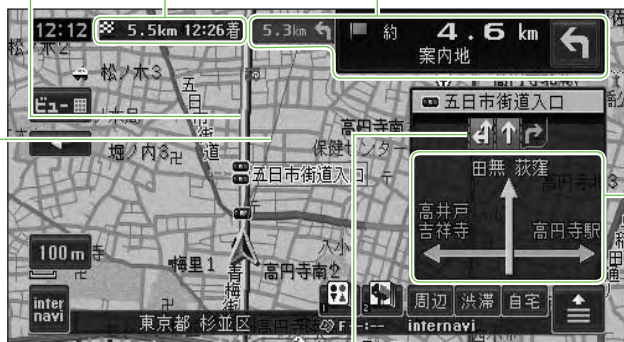 12:12
5.5km 12:26着
5.3km
約 4.6 km
案内地
松ノ木2
松ノ木3
五日市街道
ビュー
堀ノ内3
高円寺南
保健センター
五日市街道入口
五日市街道入口
田無 荻窪
高井戸
吉祥寺
高円寺駅
100m
梅里1
青梅街
高円寺南2
inter
navi
東京都 杉並区
周辺 渋滞 自宅
internavi